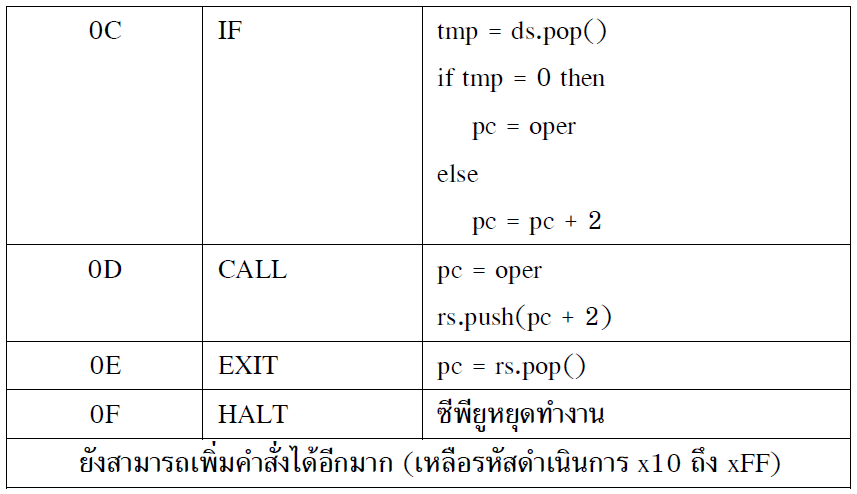 0C IF tmp = ds.pop()
if tmp = 0 then
pc = oper
else
pc = pc + 2
0D CALL pc = oper
rs.push(pc + 2)
0E EXIT pc = rs.pop()
0F HALT ซีพียูหยุดทำงาน
ยังสามารถเพิ่มคำสั่งได้อีกมาก (เหลือรหัสดำเนินการ x10 ถึง xFF)